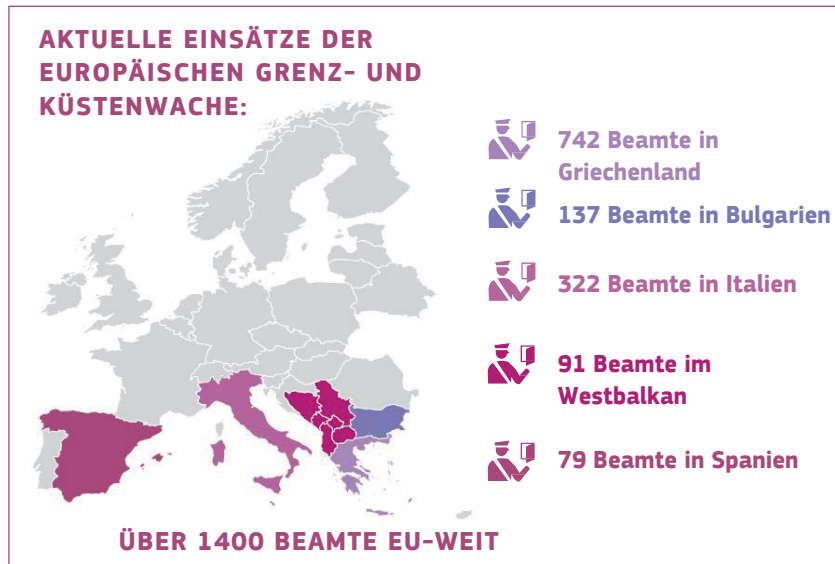 AKTUELLE EINSÄTZE DER
EUROPÄISCHEN GRENZ- UND
KÜSTENWACHE:
742 Beamte in
Griechenland
137 Beamte in Bulgarien
322 Beamte in Italien
91 Beamte im
Westbalkan
79 Beamte in Spanien
ÜBER 1400 BEAMTE EU-WEIT